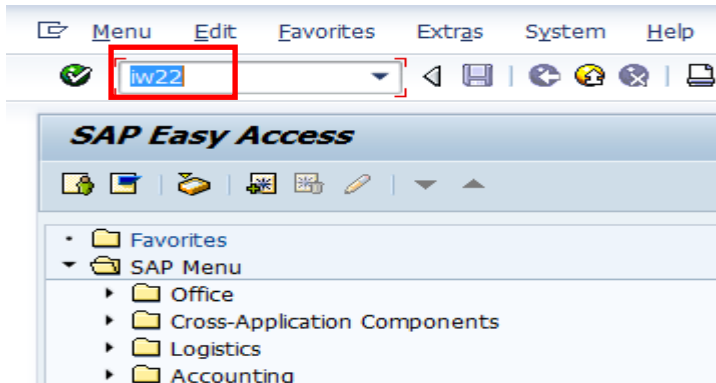 Menu Edit Favorites Extras System Help
iw22
SAP Easy Access
Favorites
SAP Menu
Office
Cross-Application Components
Logistics
Accounting